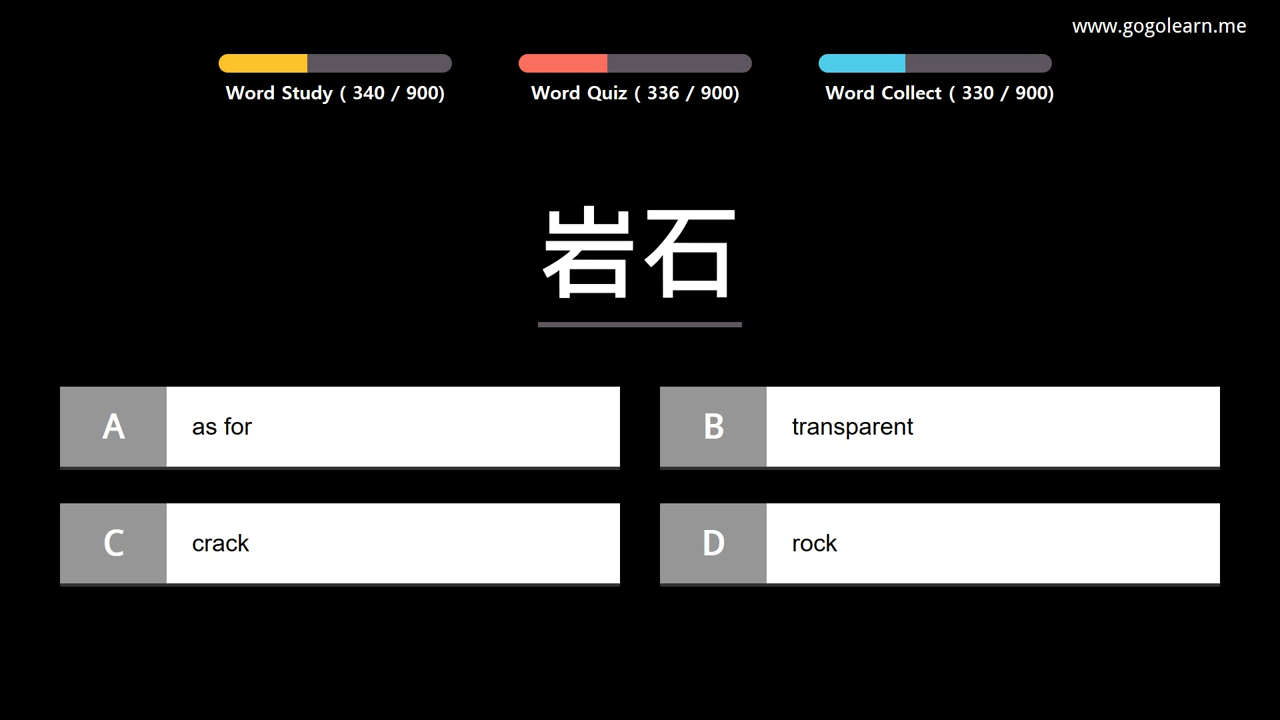 www.gogolearn.me
Word Study ( 340 / 900)
Word Quiz ( 336 / 900)
Word Collect ( 330 / 900)
岩石
A as for
B transparent
C crack
D rock